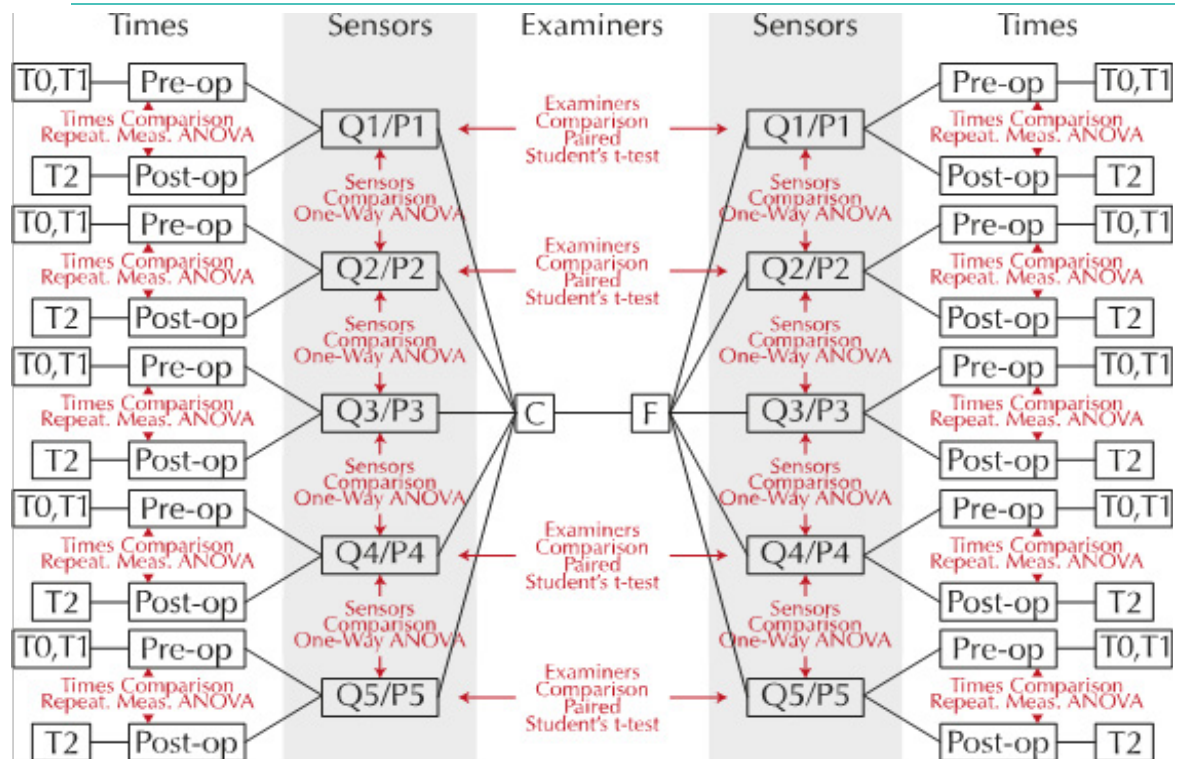 Times Sensors Examiners Sensors Times
T0,T1 Pre-op Pre-op T0,T1
Times Comparison
Repeat. Meas. ANOVA
Q1/P1
Examiners
Comparison
Paired
Student's t-test
Q1/P1
Times Comparison
Repeat. Meas. ANOVA
T2 Post-op Post-op T2
Sensors
Comparison
One-Way ANOVA
Sensors
Comparison
One-Way ANOVA
T0,T1 Pre-op Pre-op T0,T1
Times Comparison
Repeat. Meas. ANOVA
Q2/P2
Examiners
Comparison
Paired
Student's t-test
Q2/P2
Times Comparison
Repeat. Meas. ANOVA
T2 Post-op Post-op T2
Sensors
Comparison
One-Way ANOVA
Sensors
Comparison
One-Way ANOVA
T0,T1 Pre-op Pre-op T0,T1
Times Comparison
Repeat. Meas. ANOVA
Q3/P3 C F Q3/P3
Times Comparison
Repeat. Meas. ANOVA
T2 Post-op Post-op T2
Sensors
Comparison
One-Way ANOVA
Sensors
Comparison
One-Way ANOVA
T0,T1 Pre-op Pre-op T0,T1
Times Comparison
Repeat. Meas. ANOVA
Q4/P4
Examiners
Comparison
Paired
Student's t-test
Q4/P4
Times Comparison
Repeat. Meas. ANOVA
T2 Post-op Post-op T2
Sensors
Comparison
One-Way ANOVA
Sensors
Comparison
One-Way ANOVA
T0,T1 Pre-op Pre-op T0,T1
Times Comparison
Repeat. Meas. ANOVA
Q5/P5
Examiners
Comparison
Paired
Student's t-test
Q5/P5
Times Comparison
Repeat. Meas. ANOVA
T2 Post-op Post-op T2